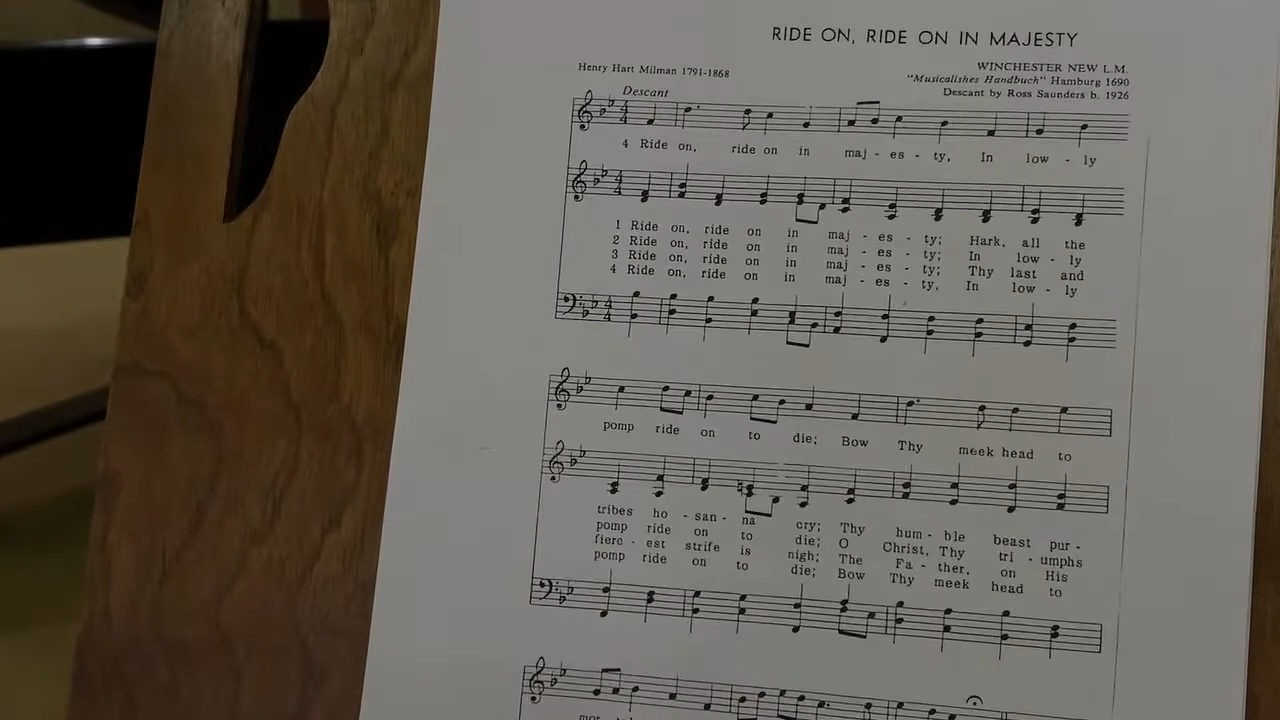 RIDE ON, RIDE ON IN MAJESTY
Henry Hart Milman 1791-1868
WINCHESTER NEW L.M.
"Musicalishes Handbuch" Hamburg 1690
Descant by Ross Saunders b. 1926
Descant
4 Ride on, ride on in maj - es - ty, In low - ly
1 Ride on, ride on in maj - es - ty; Hark, all the
2 Ride on, ride on in maj - es - ty; In low - ly
3 Ride on, ride on in maj - es - ty; Thy last and
4 Ride on, ride on in maj - es - ty, In low - ly
pomp ride on to die; Bow Thy meek head to
tribes ho - san - na cry; Thy hum - ble beast pur -
pomp ride on to die; O Christ, Thy tri - umphs
fierc - est strife is nigh; The Fa - ther, on His
pomp ride on to die; Bow Thy meek head to